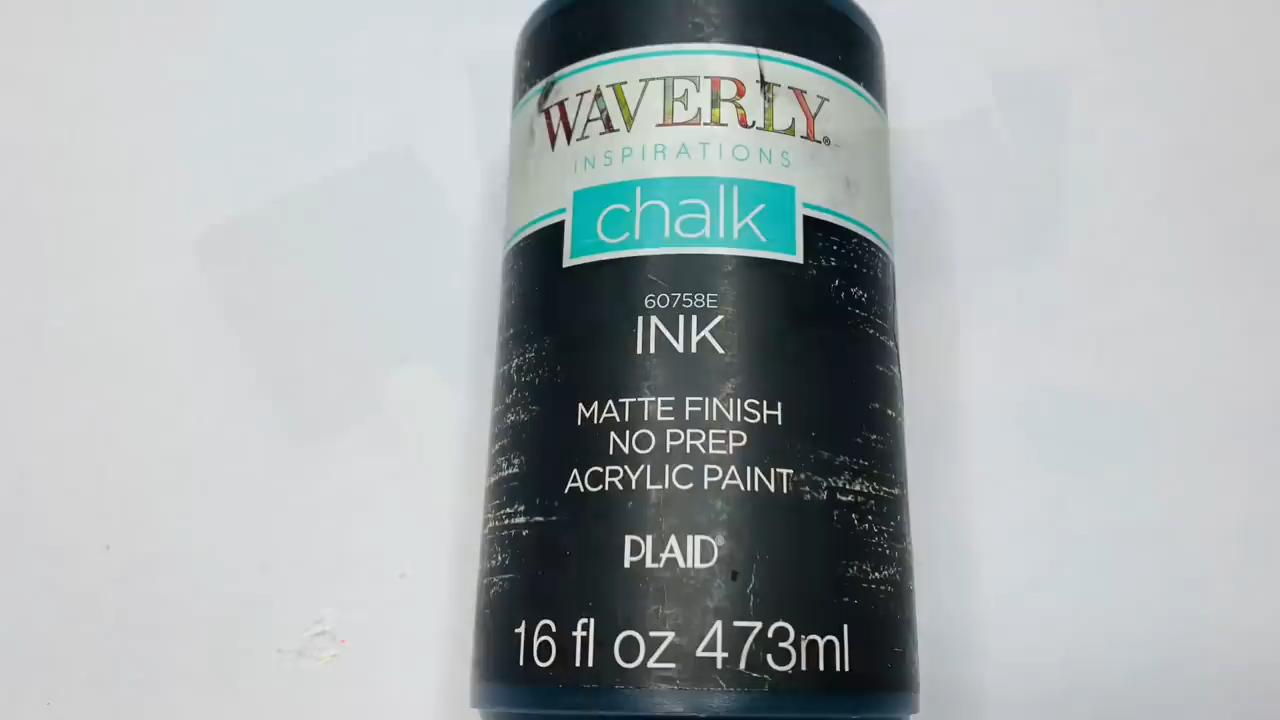 WAVERLY®
INSPIRATIONS
chalk
60758E
INK
MATTE FINISH
NO PREP
ACRYLIC PAINT
PLAID®
16 fl oz 473ml